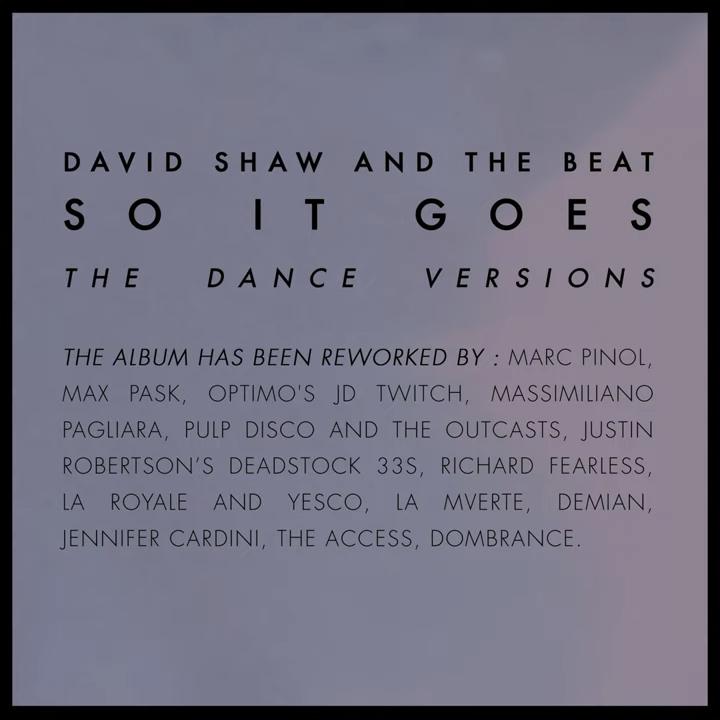 DAVID SHAW AND THE BEAT
SO IT GOES
THE DANCE VERSIONS
THE ALBUM HAS BEEN REWORKED BY : MARC PINOL,
MAX PASK, OPTIMO'S JD TWITCH, MASSIMILIANO
PAGLIARA, PULP DISCO AND THE OUTCASTS, JUSTIN
ROBERTSON’S DEADSTOCK 33S, RICHARD FEARLESS,
LA ROYALE AND YESCO, LA MVERTE, DEMIAN,
JENNIFER CARDINI, THE ACCESS, DOMBRANCE.